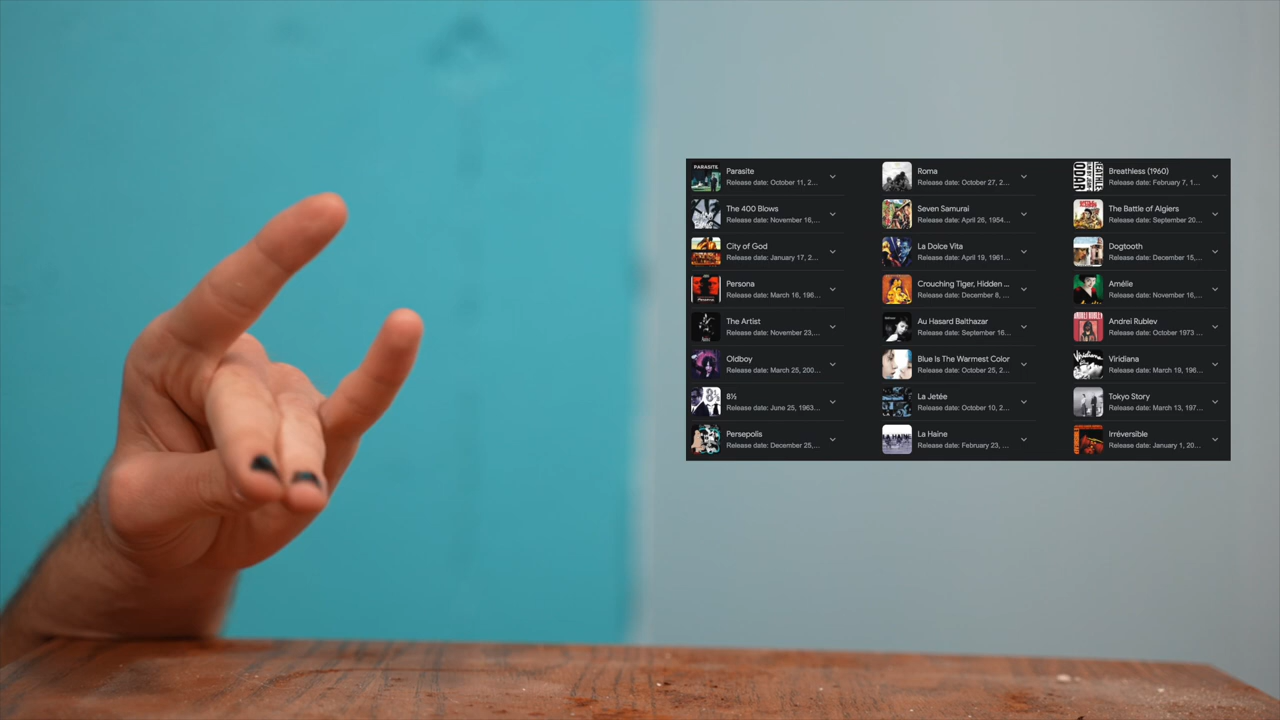 PARASITE
Parasite
Release date: October 11, 2...
Roma
Release date: October 27, 2...
Breathless (1960)
Release date: February 7, 1...
The 400 Blows
Release date: November 16,...
Seven Samurai
Release date: April 26, 1954...
The Battle of Algiers
Release date: September 20...
City of God
Release date: January 17, 2...
La Dolce Vita
Release date: April 19, 1961...
Dogtooth
Release date: December 15,...
Persona
Release date: March 16, 196...
Crouching Tiger, Hidden ...
Release date: December 8, ...
Amélie
Release date: November 16,...
The Artist
Release date: November 23,...
Au Hasard Balthazar
Release date: September 16...
Andrei Rublev
Release date: October 1973 ...
Oldboy
Release date: March 25, 200...
Blue Is The Warmest Color
Release date: October 25, 2...
Viridiana
Release date: March 19, 196...
8½
Release date: June 25, 1963...
La Jetée
Release date: October 10, 2...
Tokyo Story
Release date: March 13, 197...
Persepolis
Release date: December 25,...
La Haine
Release date: February 23, ...
Irréversible
Release date: January 1, 20...